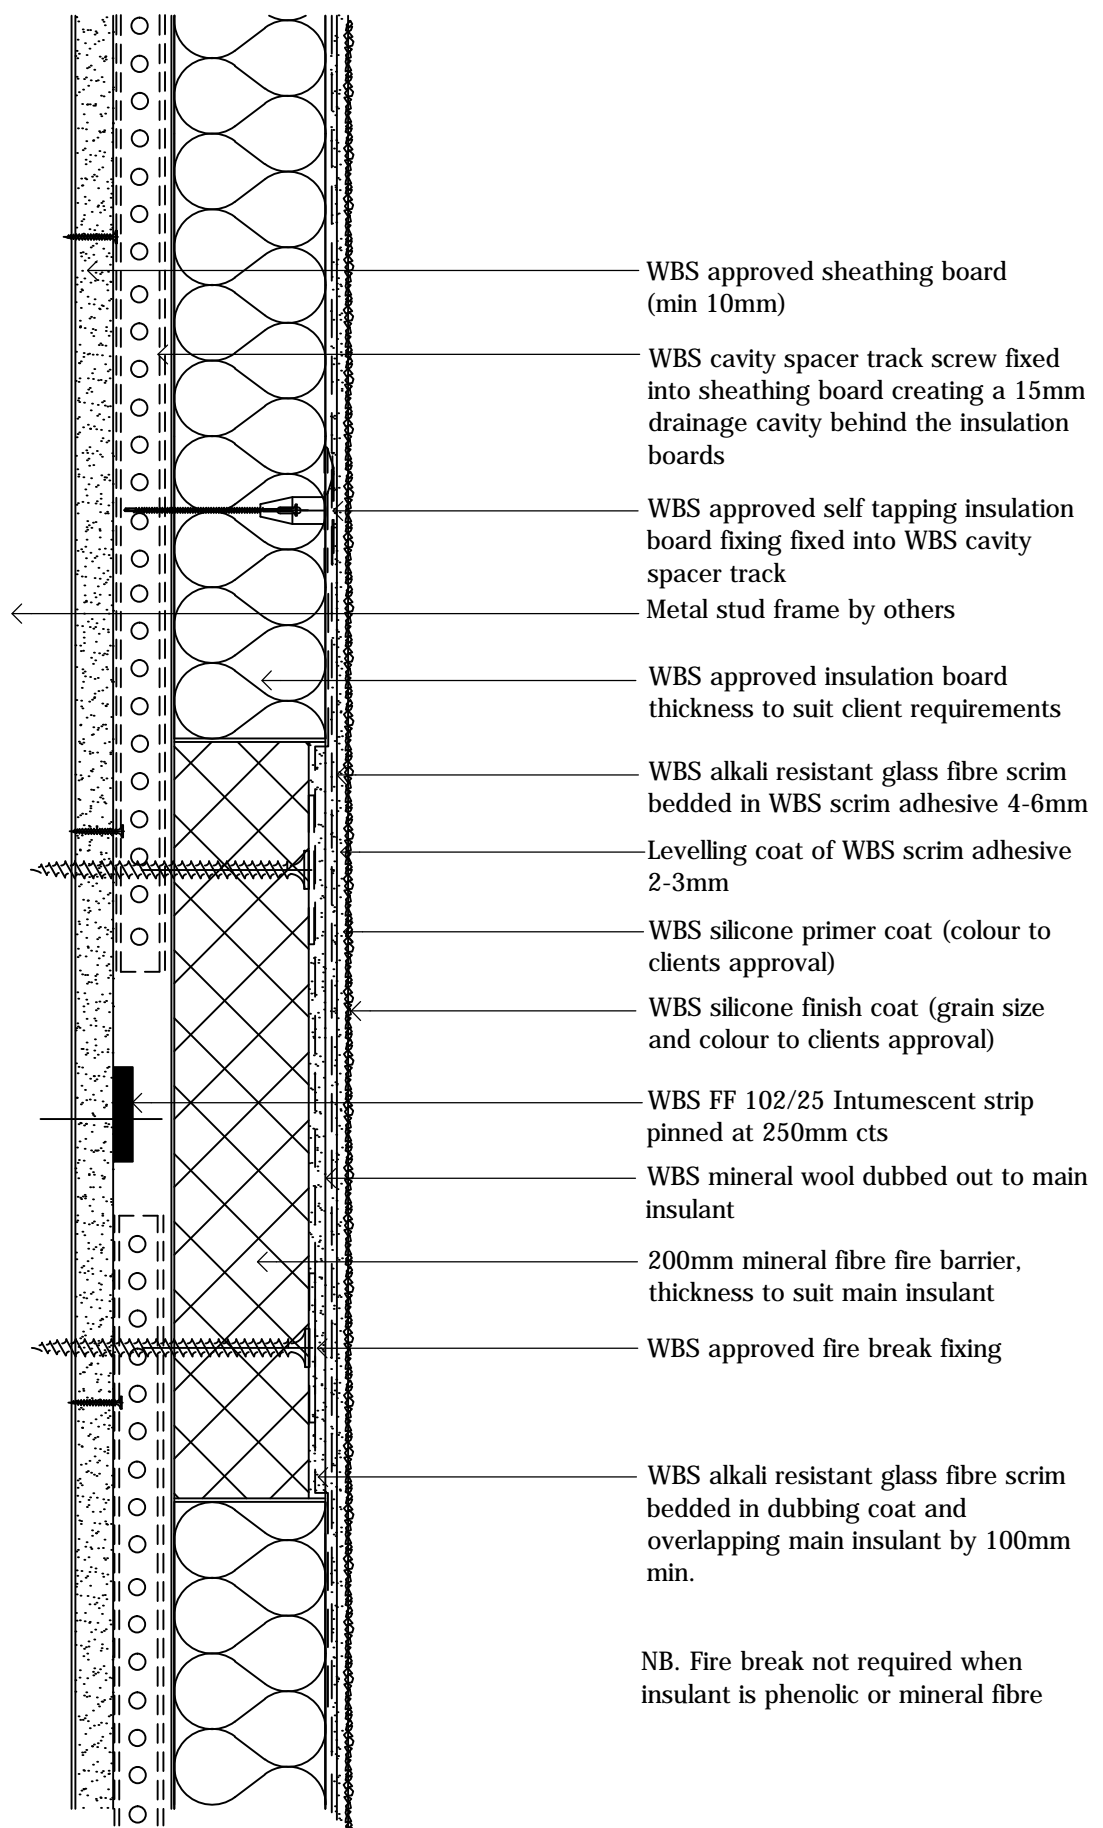 WBS approved sheathing board
(min 10mm)
WBS cavity spacer track screw fixed
into sheathing board creating a 15mm
drainage cavity behind the insulation
boards
WBS approved self tapping insulation
board fixing fixed into WBS cavity
spacer track
Metal stud frame by others
WBS approved insulation board
thickness to suit client requirements
WBS alkali resistant glass fibre scrim
bedded in WBS scrim adhesive 4-6mm
Levelling coat of WBS scrim adhesive
2-3mm
WBS silicone primer coat (colour to
clients approval)
WBS silicone finish coat (grain size
and colour to clients approval)
WBS FF 102/25 Intumescent strip
pinned at 250mm cts
WBS mineral wool dubbed out to main
insulant
200mm mineral fibre fire barrier,
thickness to suit main insulant
WBS approved fire break fixing
WBS alkali resistant glass fibre scrim
bedded in dubbing coat and
overlapping main insulant by 100mm
min.
NB. Fire break not required when
insulant is phenolic or mineral fibre